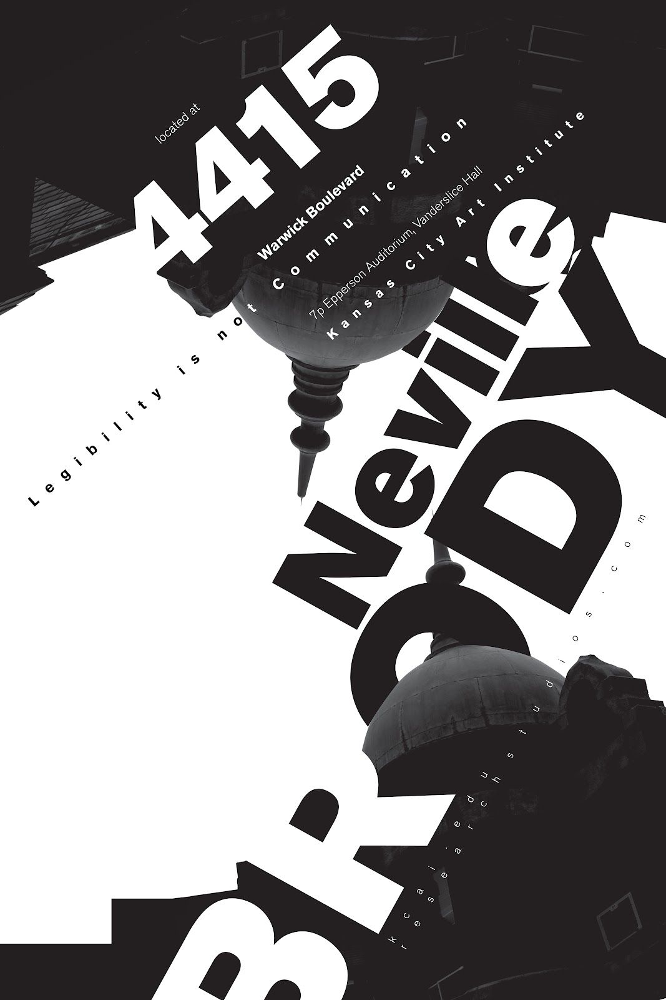 located at
4415
Warwick Boulevard
Legibility is not Communication
7p Epperson Auditorium, Vanderslice Hall
Kansas City Art Institute
Neville
BRODY
kcai.edu
researchstudios.com